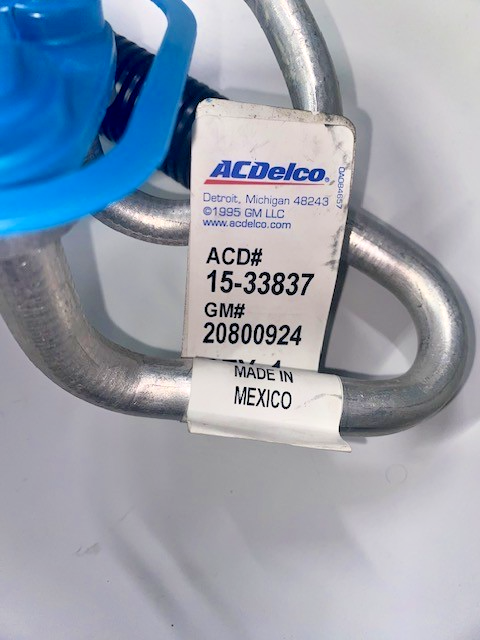 ACDelco®
Detroit, Michigan 48243
©1995 GM LLC
www.acdelco.com
ACD#
15-33837
GM#
20800924
MADE IN
MEXICO